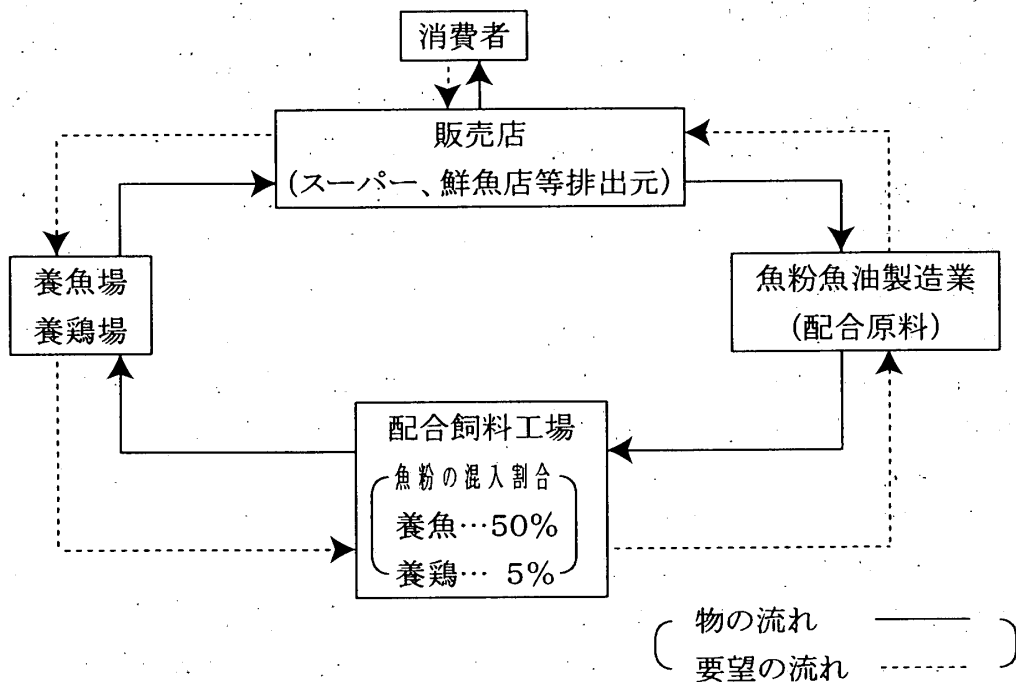 消費者
販売店
(スーパー、鮮魚店等排出元)
養魚場
養鶏場
魚粉魚油製造業
(配合原料)
配合飼料工場
魚粉の混入割合
養魚…50%
養鶏… 5%
物の流れ
要望の流れ